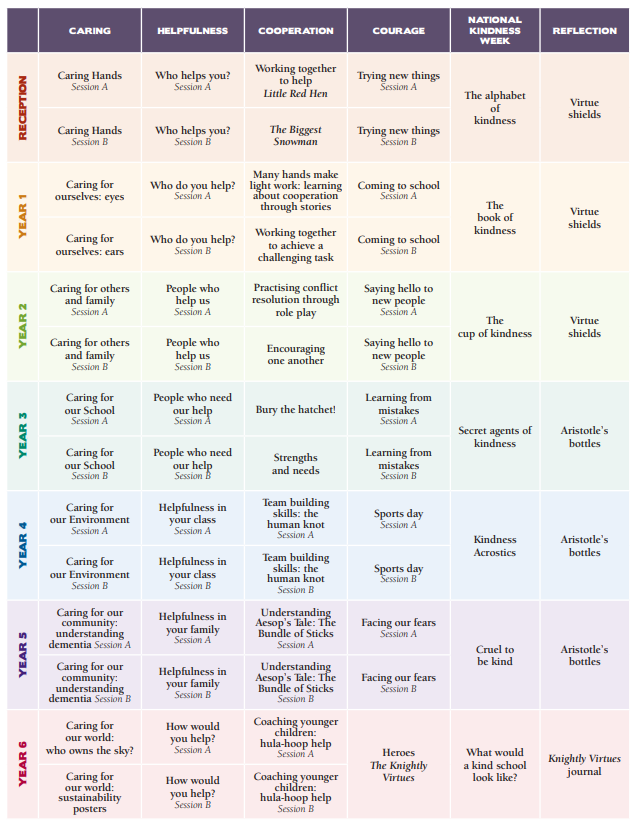 CARING
HELPFULNESS
COOPERATION
COURAGE
NATIONAL
KINDNESS
WEEK
REFLECTION
RECEPTION
Caring Hands
Session A
Who helps you?
Session A
Working together
to help
Little Red Hen
Trying new things
Session A
The alphabet
of
kindness
Virtue
shields
Caring Hands
Session B
Who helps you?
Session B
The Biggest
Snowman
Trying new things
Session B
YEAR 1
Caring for
ourselves: eyes
Who do you help?
Session A
Many hands make
light work: learning
about cooperation
through stories
Coming to school
Session A
The
book of
kindness
Virtue
shields
Caring for
ourselves: ears
Who do you help?
Session B
Working together
to achieve a
challenging task
Coming to school
Session B
YEAR 2
Caring for others
and family
Session A
People who
help us
Session A
Practising conflict
resolution through
role play
Saying hello to
new people
Session A
The
cup of kindness
Virtue
shields
Caring for others
and family
Session B
People who
help us
Session B
Encouraging
one another
Saying hello to
new people
Session B
YEAR 3
Caring for
our School
Session A
People who need
our help
Session A
Bury the hatchet!
Learning from
mistakes
Session A
Secret agents of
kindness
Aristotle's
bottles
Caring for
our School
Session B
People who need
our help
Session B
Strengths
and needs
Learning from
mistakes
Session B
YEAR 4
Caring for
our Environment
Session A
Helpfulness in
your class
Session A
Team building
skills: the
human knot
Session A
Sports day
Session A
Kindness
Acrostics
Aristotle's
bottles
Caring for
our Environment
Session B
Helpfulness in
your class
Session B
Team building
skills: the
human knot
Session B
Sports day
Session B
YEAR 5
Caring for our
community:
understanding
dementia Session A
Helpfulness in
your family
Session A
Understanding
Aesop's Tale: The
Bundle of Sticks
Session A
Facing our fears
Session A
Cruel to
be kind
Aristotle's
bottles
Caring for our
community:
understanding
dementia Session B
Helpfulness in
your family
Session B
Understanding
Aesop's Tale: The
Bundle of Sticks
Session B
Facing our fears
Session B
YEAR 6
Caring for
our world:
who owns the sky?
How would
you help?
Session A
Coaching younger
children:
hula-hoop help
Session A
Heroes
The Knightly
Virtues
What would
a kind school
look like?
Knightly Virtues
journal
Caring for
our world:
sustainability
posters
How would
you help?
Session B
Coaching younger
children:
hula-hoop help
Session B